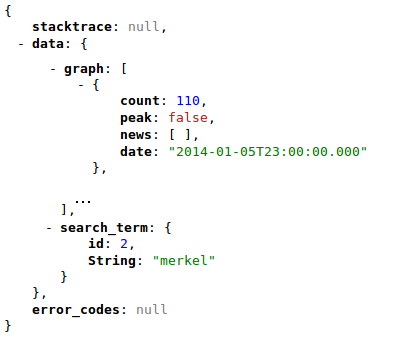 {
stacktrace: null,
- data: {
- graph: [
- {
count: 110,
peak: false,
news: [ ],
date: "2014-01-05T23:00:00.000"
},
...
],
- search_term: {
id: 2,
String: "merkel"
}
},
error_codes: null
}